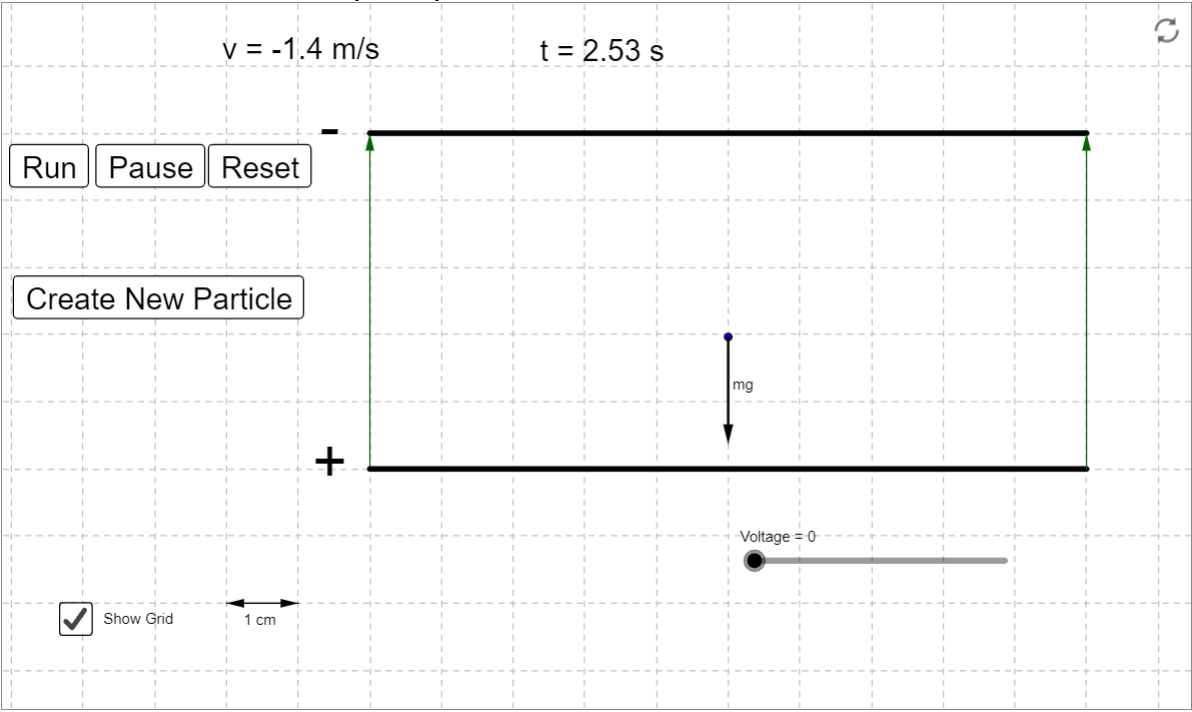 v = -1.4 m/s
t = 2.53 s
-
Run
Pause
Reset
Create New Particle
mg
+
Voltage = 0
Show Grid
1 cm